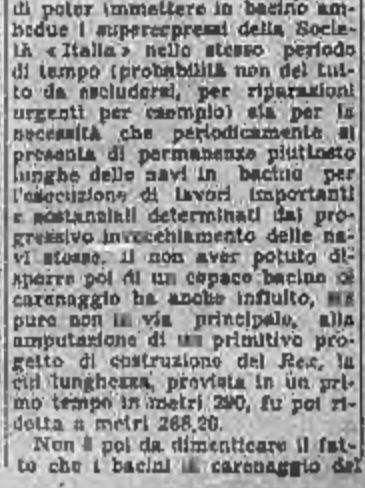 di poter immettere in bacino am-
bedue i superespressi della Socie-
tà « Italia » nello stesso periodo
di tempo (probabilità non del tut-
to da escludersi, per riparazioni
urgenti per esempio) sia per la
necessità che periodicamente si
presenta di permanenze piuttosto
lunghe delle navi in bacino per
l'esecuzione di lavori importanti
e sostanziali determinati dal pro-
gressivo invecchiamento delle na-
vi stesse. Il non aver potuto di-
sporre poi di un capace bacino di
carenaggio ha anche influito, sia
pure non in via principale, alla
amputazione di un primitivo pro-
getto di costruzione del Rex, la
cui lunghezza, prevista in un pri-
mo tempo in metri 290, fu poi ri-
dotta a metri 268,20.
Non è poi da dimenticare il fat-
to che i bacini di carenaggio del